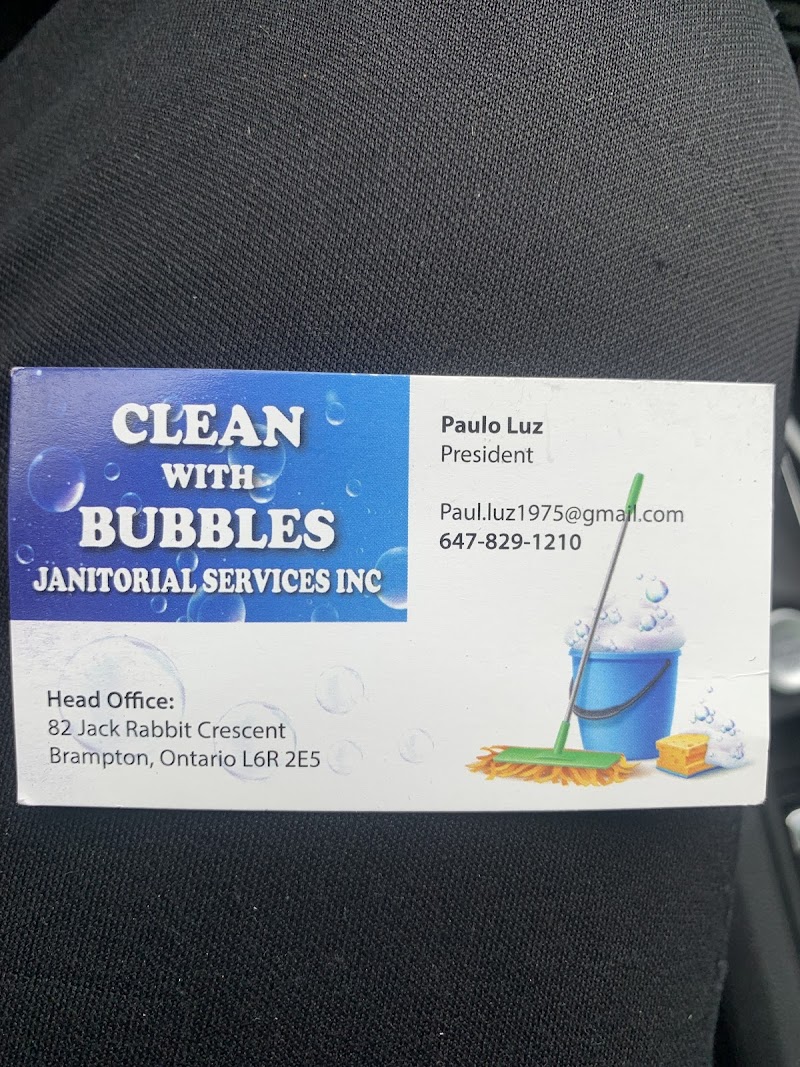 CLEAN
WITH
BUBBLES
JANITORIAL SERVICES INC
Paulo Luz
President
Paul.luz1975@gmail.com
647-829-1210
Head Office:
82 Jack Rabbit Crescent
Brampton, Ontario L6R 2E5